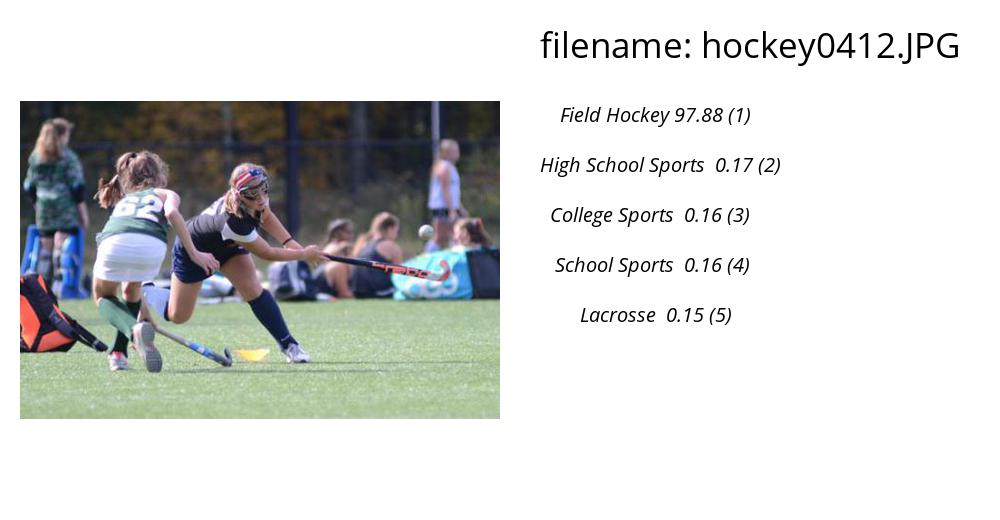 filename: hockey0412.JPG
Field Hockey 97.88 (1)
High School Sports 0.17 (2)
College Sports 0.16 (3)
School Sports 0.16 (4)
Lacrosse 0.15 (5)
62